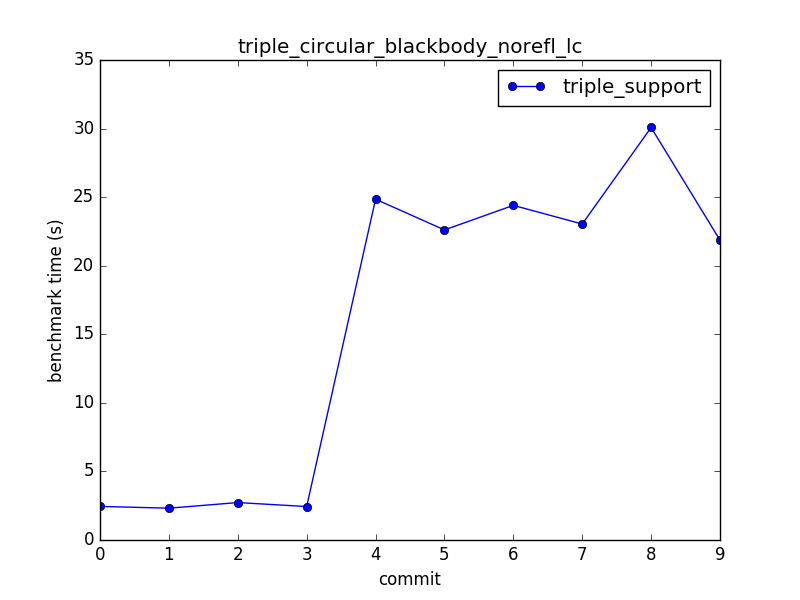 triple_circular_blackbody_norefl_lc
triple_support
35
30
25
20
15
10
5
0
benchmark time (s)
0 1 2 3 4 5 6 7 8 9
commit